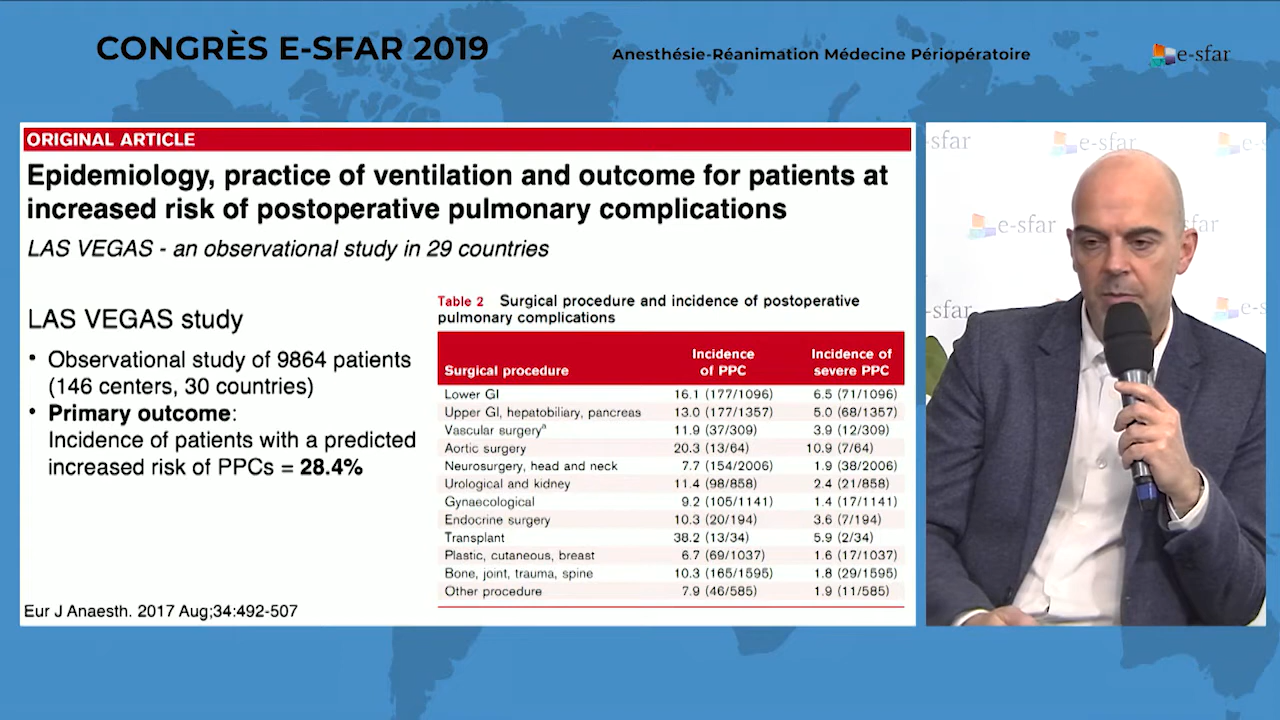 CONGRÈS E-SFAR 2019
Anesthésie-Réanimation Médecine Périopératoire
e-sfar
ORIGINAL ARTICLE
Epidemiology, practice of ventilation and outcome for patients at
increased risk of postoperative pulmonary complications
LAS VEGAS - an observational study in 29 countries
LAS VEGAS study
• Observational study of 9864 patients
(146 centers, 30 countries)
• Primary outcome:
Incidence of patients with a predicted
increased risk of PPCs = 28.4%
Table 2 Surgical procedure and incidence of postoperative
pulmonary complications
Surgical procedure Incidence of PPC Incidence of severe PPC
Lower GI 16.1 (177/1096) 6.5 (71/1096)
Upper GI, hepatobiliary, pancreas 13.0 (177/1357) 5.0 (68/1357)
Vascular surgeryª 11.9 (37/309) 3.9 (12/309)
Aortic surgery 20.3 (13/64) 10.9 (7/64)
Neurosurgery, head and neck 7.7 (154/2006) 1.9 (38/2006)
Urological and kidney 11.4 (98/858) 2.4 (21/858)
Gynaecological 9.2 (105/1141) 1.4 (17/1141)
Endocrine surgery 10.3 (20/194) 3.6 (7/194)
Transplant 38.2 (13/34) 5.9 (2/34)
Plastic, cutaneous, breast 6.7 (69/1037) 1.6 (17/1037)
Bone, joint, trauma, spine 10.3 (165/1595) 1.8 (29/1595)
Other procedure 7.9 (46/585) 1.9 (11/585)
Eur J Anaesth. 2017 Aug;34:492-507
-sfar
e-sfar
e-sfar
sfar
-sfar
e-s